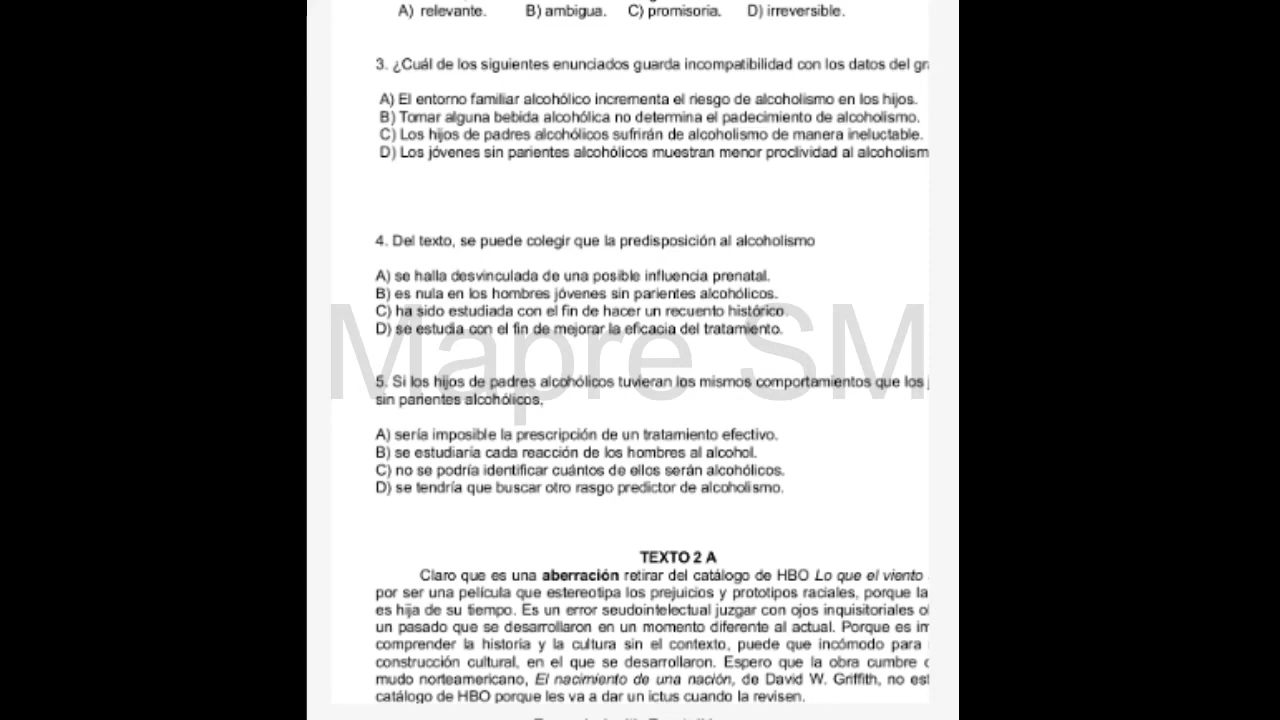 A) relevante. B) ambigua. C) promisoria. D) irreversible.
3. ¿Cuál de los siguientes enunciados guarda incompatibilidad con los datos del
A) El entorno familiar alcohólico incrementa el riesgo de alcoholismo en los hijos.
B) Tomar alguna bebida alcohólica no determina el padecimiento de alcoholismo.
C) Los hijos de padres alcohólicos sufrirán de alcoholismo de manera ineluctable.
D) Los jóvenes sin parientes alcohólicos muestran menor proclividad al alcoholism
4. Del texto, se puede colegir que la predisposición al alcoholismo
A) se halla desvinculada de una posible influencia prenatal.
B) es nula en los hombres jóvenes sin parientes alcohólicos.
C) ha sido estudiada con el fin de hacer un recuento histórico.
D) se estudia con el fin de mejorar la eficacia del tratamiento.
Mapre SM
5. Si los hijos de padres alcohólicos tuvieran los mismos comportamientos que los
sin parientes alcohólicos,
A) sería imposible la prescripción de un tratamiento efectivo.
B) se estudiaría cada reacción de los hombres al alcohol.
C) no se podría identificar cuántos de ellos serán alcohólicos.
D) se tendría que buscar otro rasgo predictor de alcoholismo.
TEXTO 2 A
Claro que es una aberración retirar del catálogo de HBO Lo que el viento
por ser una película que estereotipa los prejuicios y prototipos raciales, porque la
es hija de su tiempo. Es un error seudointelectual juzgar con ojos inquisitoriales
un pasado que se desarrollaron en un momento diferente al actual. Porque es
comprender la historia y la cultura sin el contexto, puede que incómodo para
construcción cultural, en el que se desarrollaron. Espero que la obra cumbre
mudo norteamericano, El nacimiento de una nación, de David W. Griffith, no
catálogo de HBO porque les va a dar un ictus cuando la revisen.